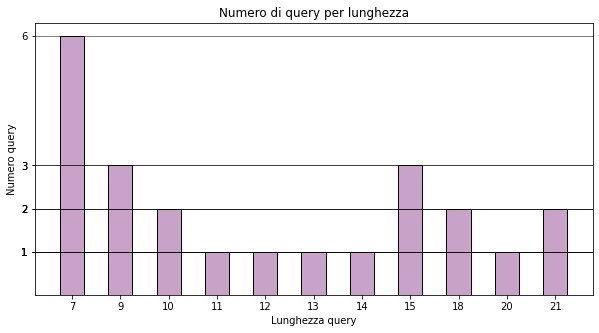 Numero di query per lunghezza
Numero query
6
3
2
1
7 9 10 11 12 13 14 15 18 20 21
Lunghezza query